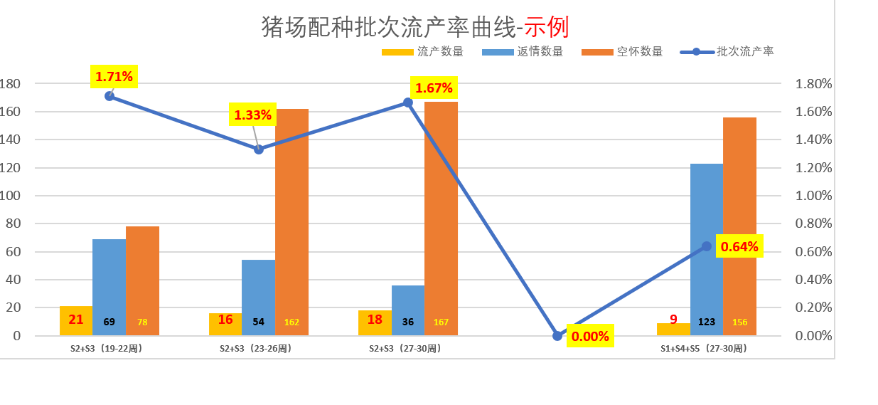 猪场配种批次流产率曲线-示例
流产数量 返情数量 空怀数量 批次流产率
180 1.80%
160 1.60%
140 1.40%
120 1.20%
100 1.00%
80 0.80%
60 0.60%
40 0.40%
20 0.20%
0 0.00%
1.71% 1.33% 1.67% 0.00% 0.64%
21 69 78 16 54 162 18 36 167 9 123 156
S2+S3（19-22周） S2+S3（23-26周） S2+S3（27-30周） S1+S4+S5（27-30周）